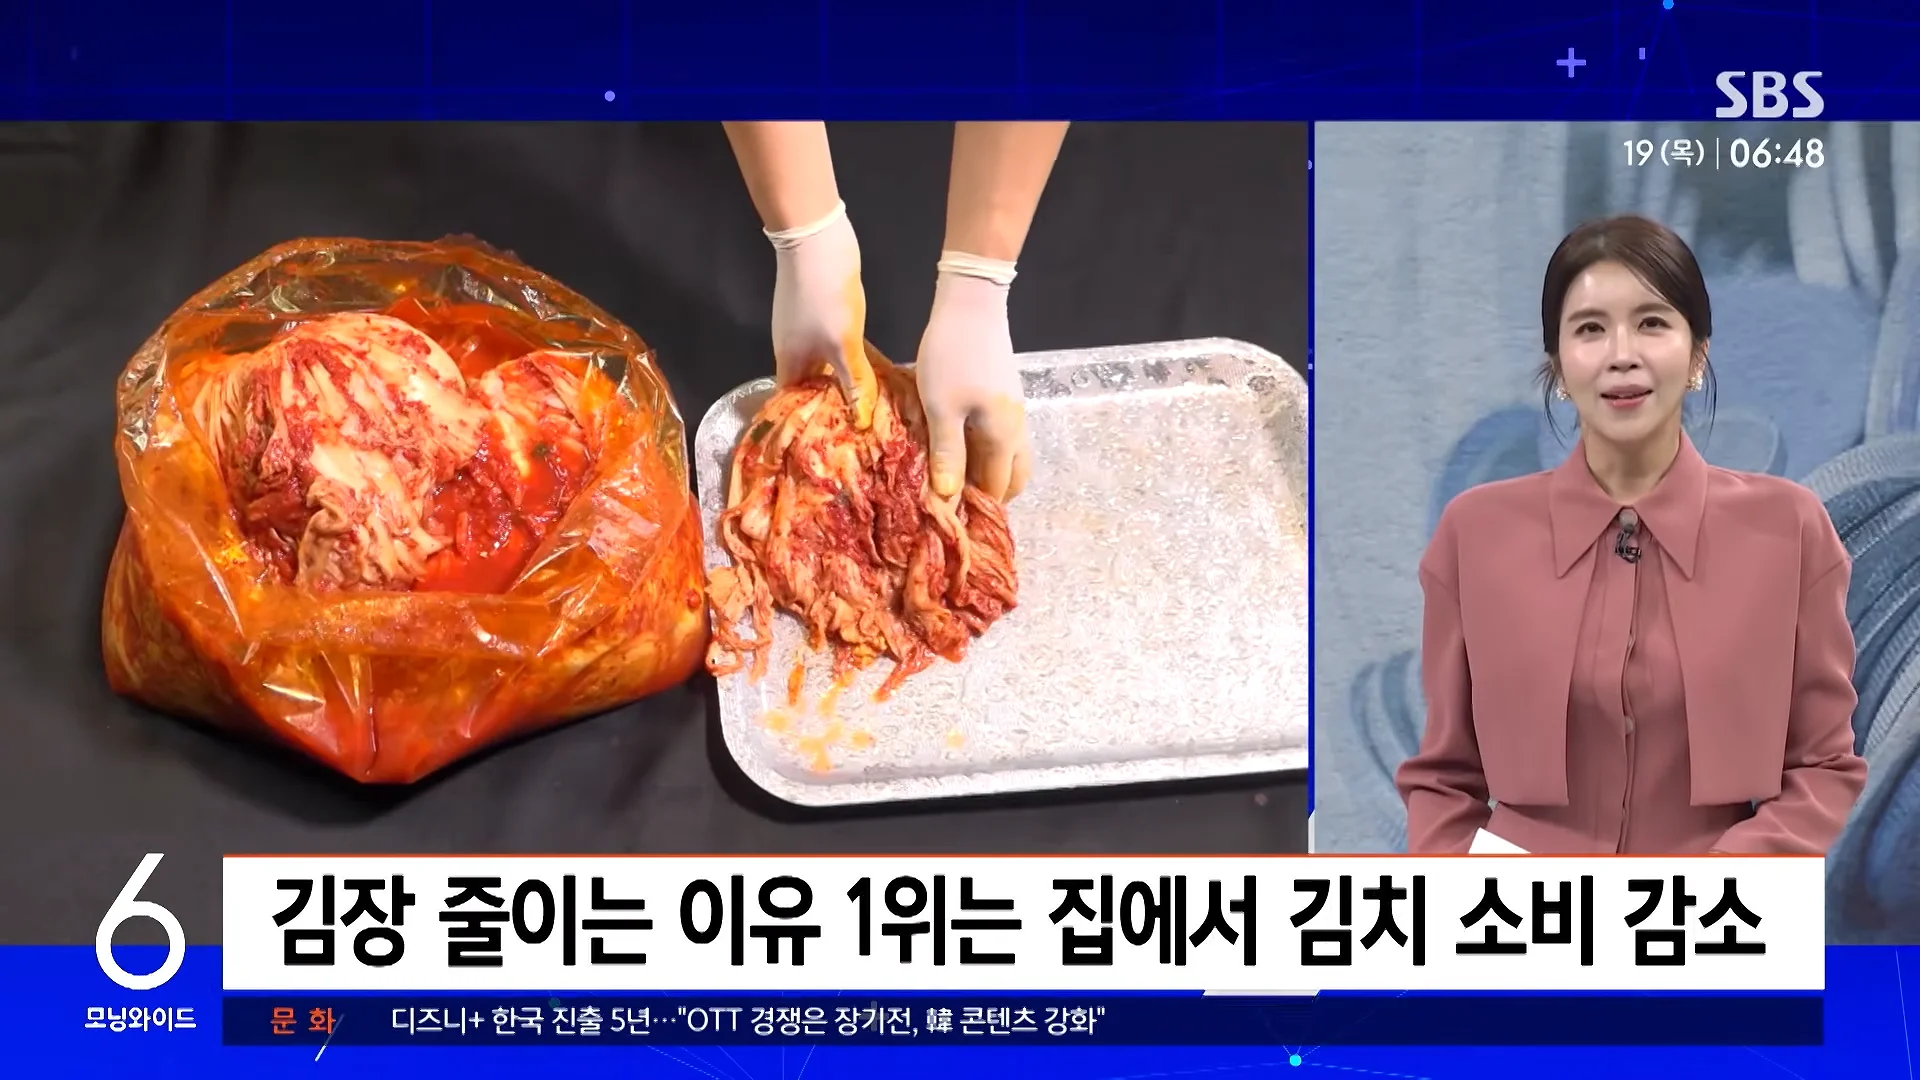 SBS
19 (목) | 06:48
김장 줄이는 이유 1위는 집에서 김치 소비 감소
6
모닝와이드
문화
디즈니+ 한국 진출 5년…"OTT 경쟁은 장기전, 韓 콘텐츠 강화"